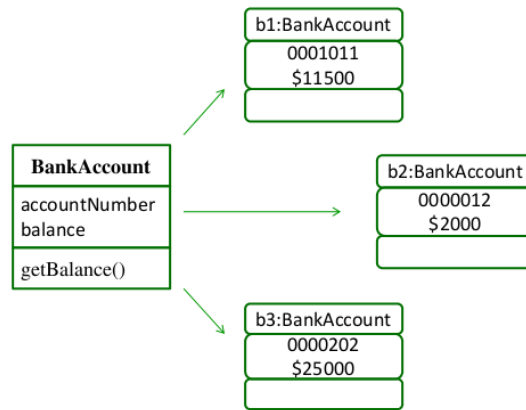 b1:BankAccount
0001011
$11500
BankAccount
accountNumber
balance
getBalance()
b2:BankAccount
0000012
$2000
b3:BankAccount
0000202
$25000